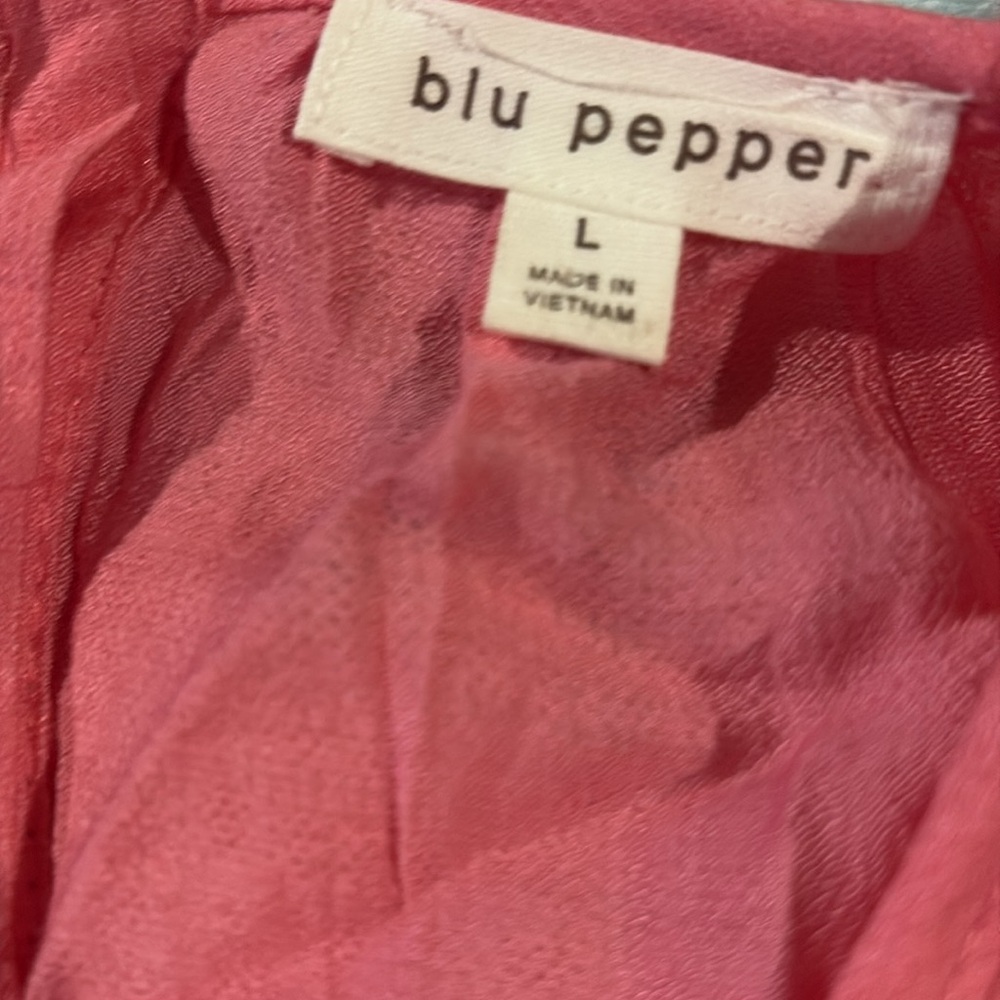 blu pepper
L
MADE IN
VIETNAM